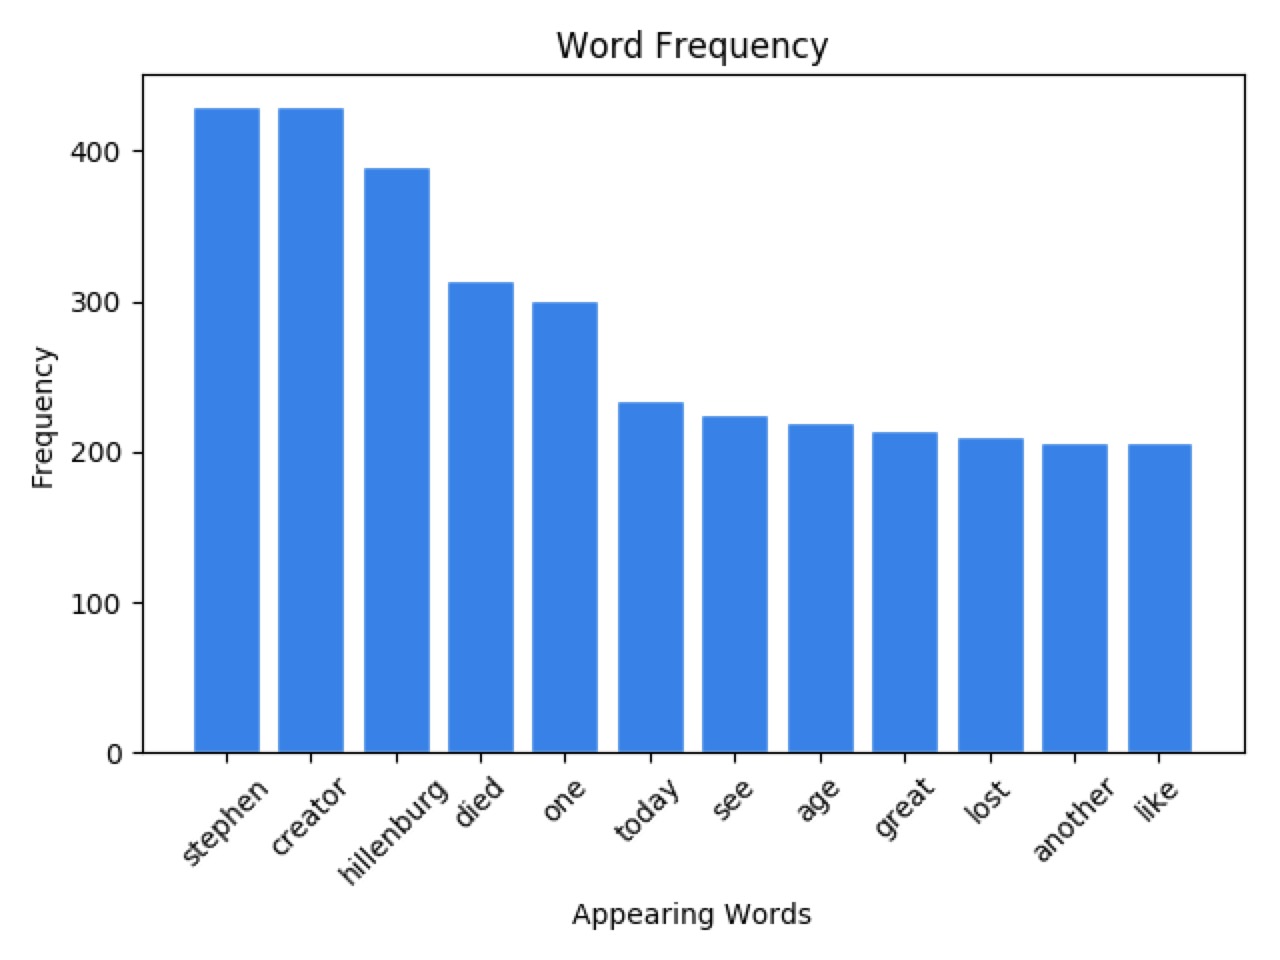 Word Frequency
400
300
200
100
0
Frequency
stephen
creator
hillenburg
died
one
today
see
age
great
lost
another
like
Appearing Words